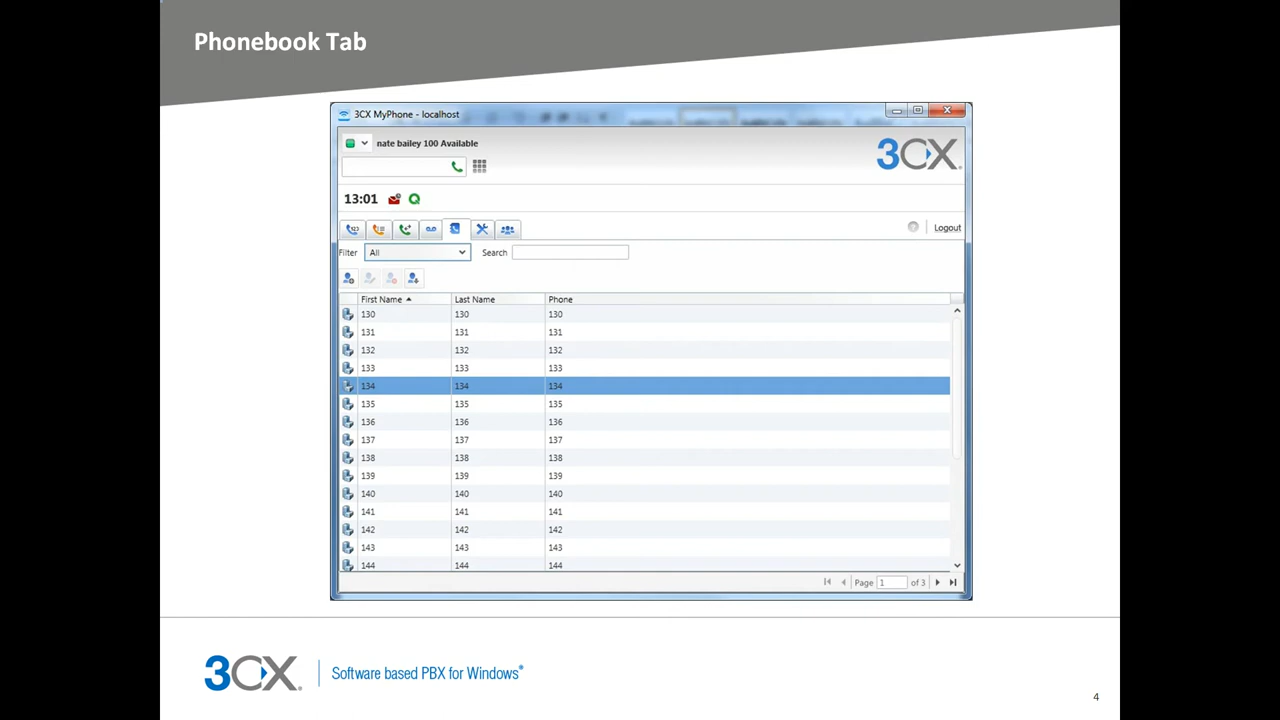 Phonebook Tab
3CX MyPhone - localhost
nate bailey 100 Available
3CX
13:01
Logout
Filter All Search
First Name Last Name Phone
130 130 130
131 131 131
132 132 132
133 133 133
134 134 134
135 135 135
136 136 136
137 137 137
138 138 138
139 139 139
140 140 140
141 141 141
142 142 142
143 143 143
144 144 144
Page 1 of 3
3CX® Software based PBX for Windows®
4